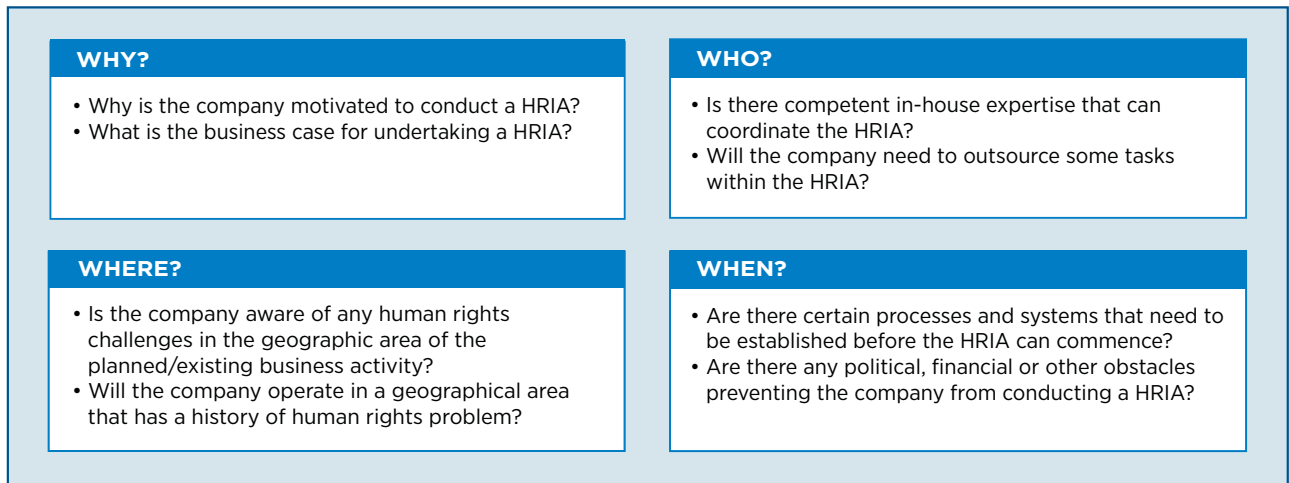 WHY?
• Why is the company motivated to conduct a HRIA?
• What is the business case for undertaking a HRIA?
WHO?
• Is there competent in-house expertise that can
coordinate the HRIA?
• Will the company need to outsource some tasks
within the HRIA?
WHERE?
• Is the company aware of any human rights
challenges in the geographic area of the
planned/existing business activity?
• Will the company operate in a geographical area
that has a history of human rights problem?
WHEN?
• Are there certain processes and systems that need to
be established before the HRIA can commence?
• Are there any political, financial or other obstacles
preventing the company from conducting a HRIA?